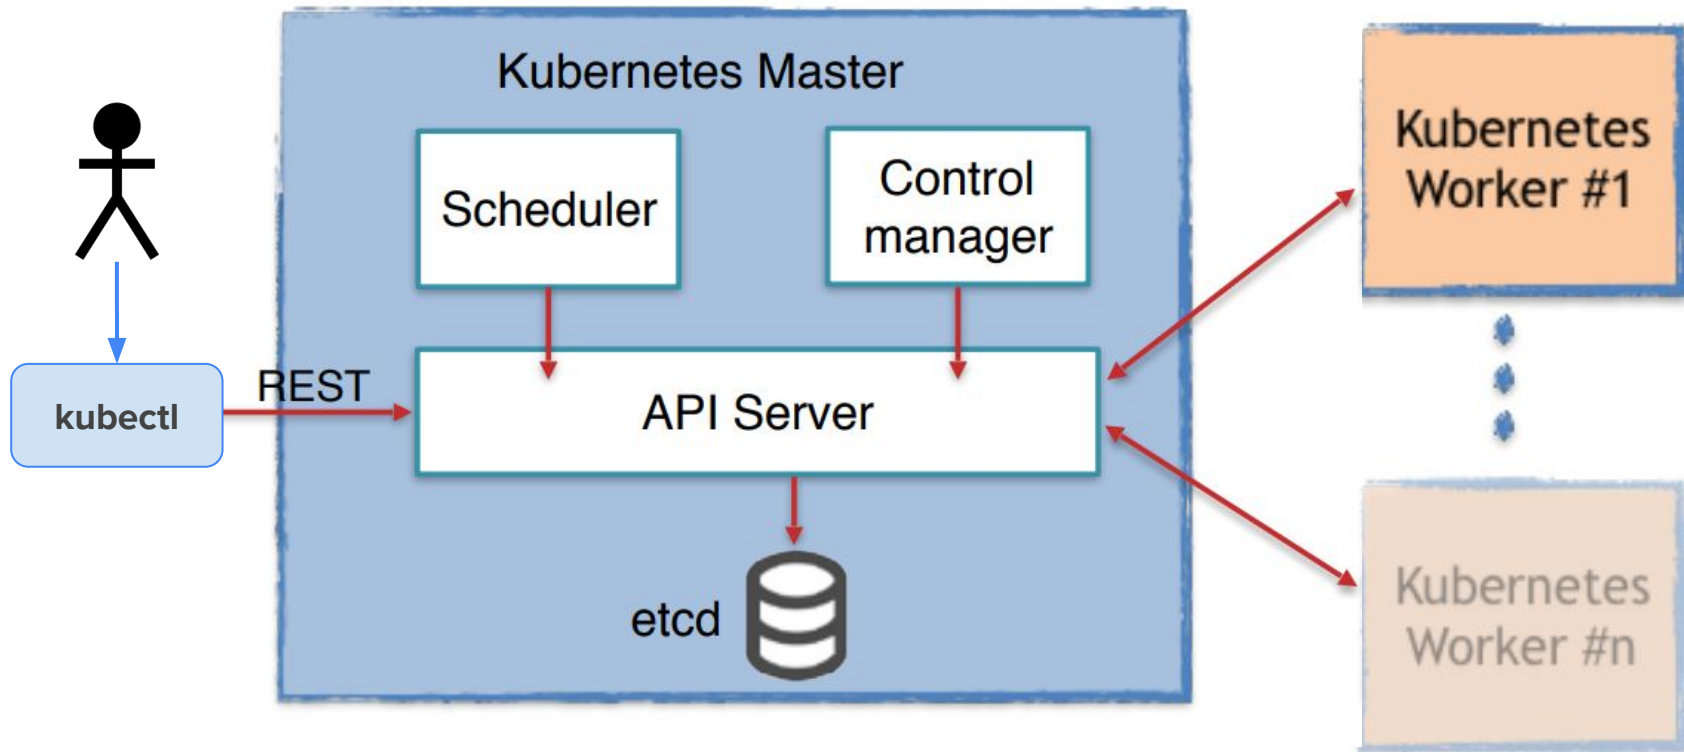 Kubernetes Master
Scheduler
Control
manager
REST
kubectl
API Server
etcd
Kubernetes
Worker #1
Kubernetes
Worker #n